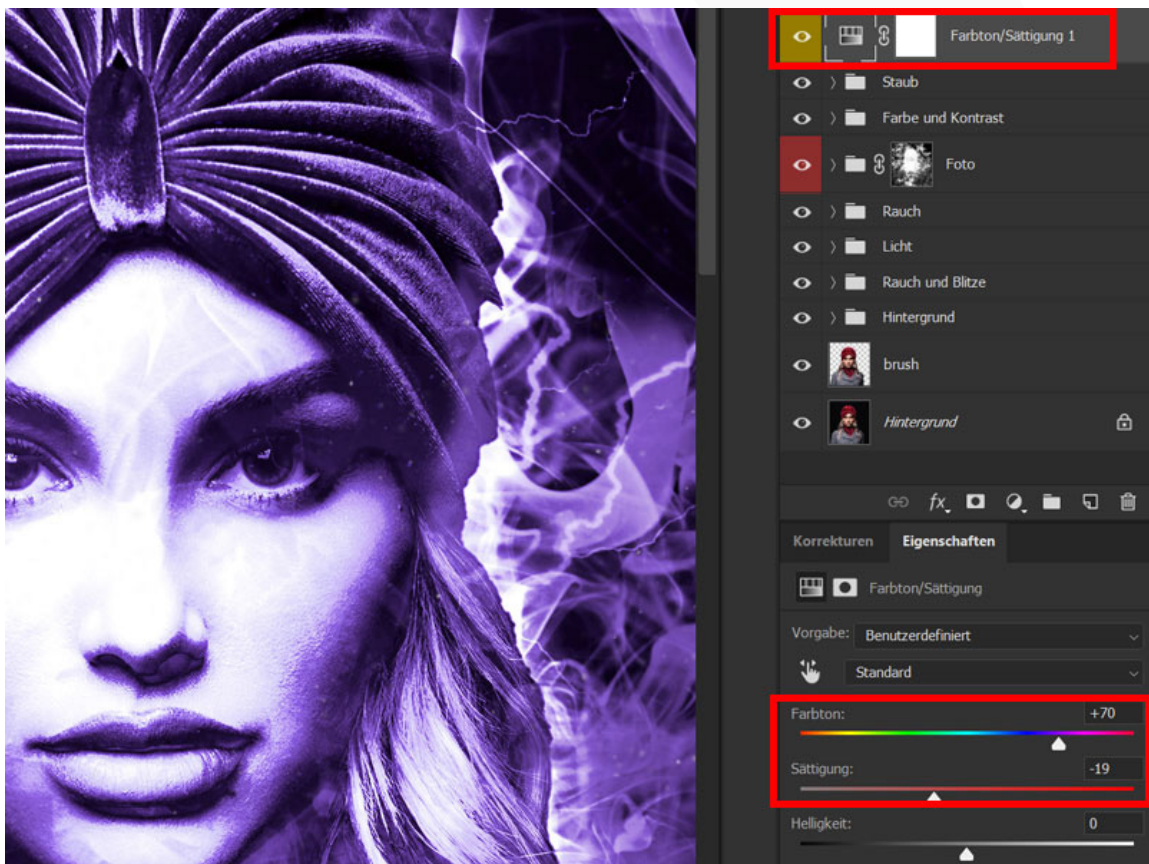 Farbton/Sättigung 1
Staub
Farbe und Kontrast
Foto
Rauch
Licht
Rauch und Blitze
Hintergrund
brush
Hintergrund
fx
Korrekturen Eigenschaften
Farbton/Sättigung
Vorgabe: Benutzerdefiniert
Standard
Farbton: +70
Sättigung: -19
Helligkeit: 0